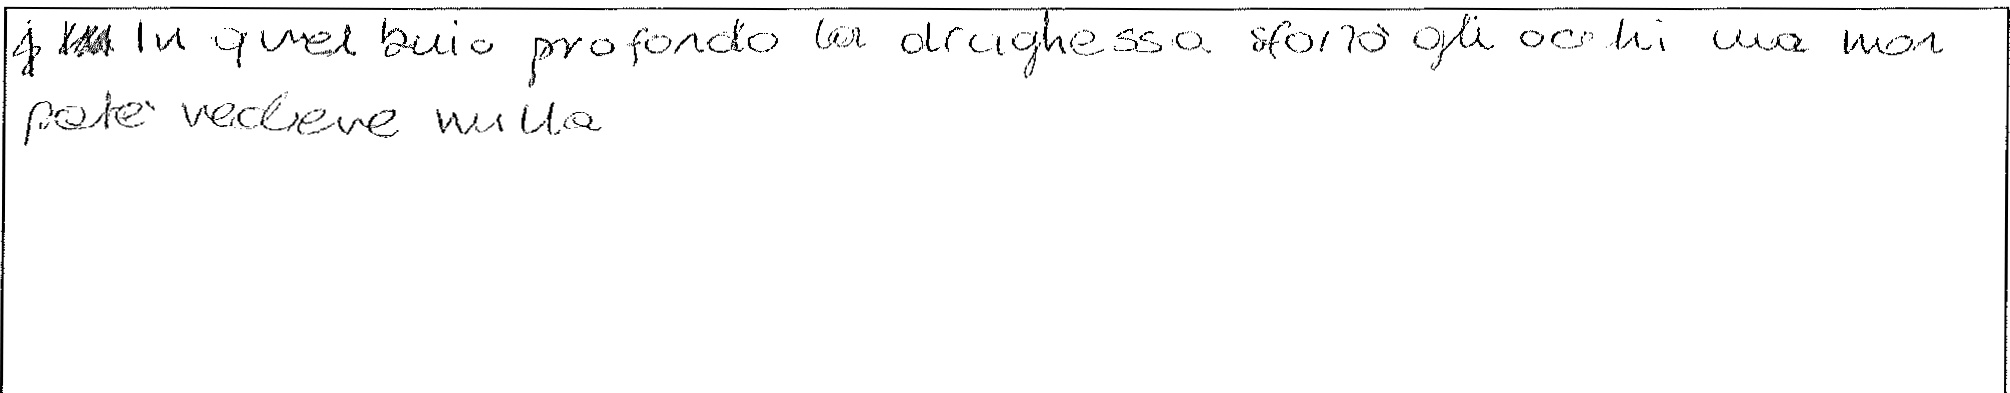 In quel buio profondo la draghessa sforzò gli occhi ma non
potè vedere nulla